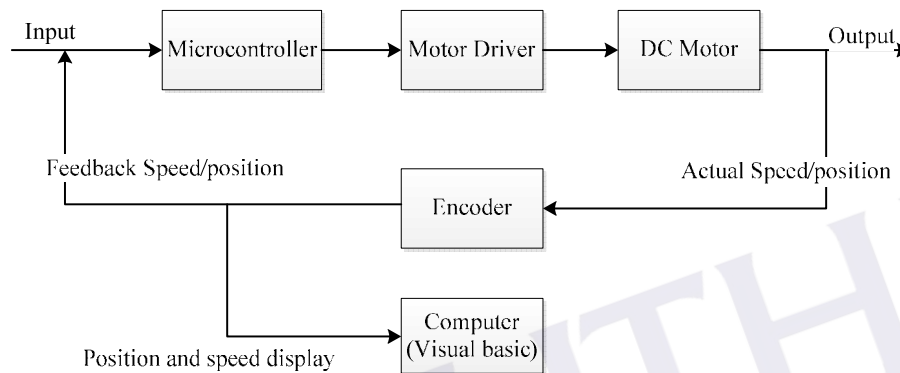 Input
Microcontroller
Motor Driver
DC Motor
Output
Feedback Speed/position
Actual Speed/position
Encoder
Computer
(Visual basic)
Position and speed display